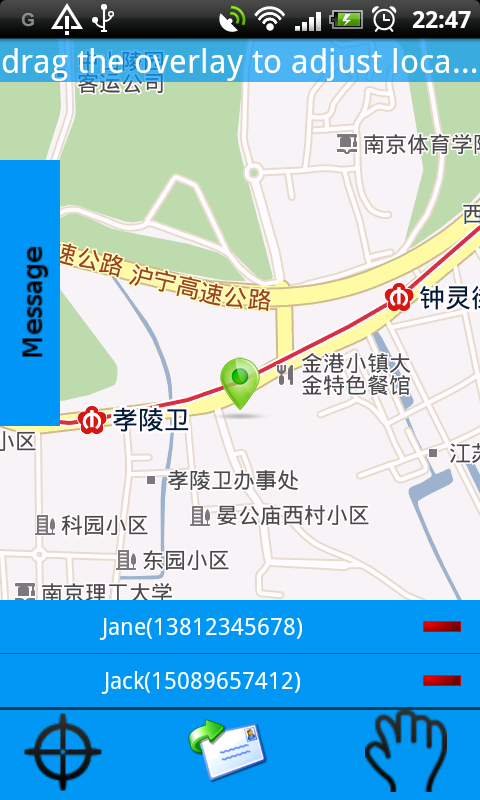 G
22:47
drag the overlay to adjust loca...
客运公司
南京体育学院
西
速公路 沪宁高速公路
Message
钟灵街
金港小镇大
金特色餐馆
孝陵卫
小区
江苏
孝陵卫办事处
科园小区
晏公庙西村小区
东园小区
南京理工大学
Jane(13812345678)
Jack(15089657412)